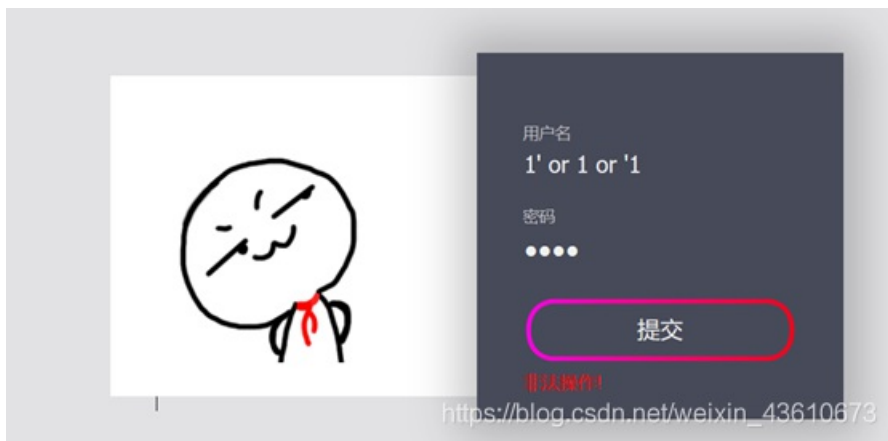 用户名
1' or 1 or '1
密码
••••
提交
非法操作!
https://blog.csdn.net/weixin_43610673